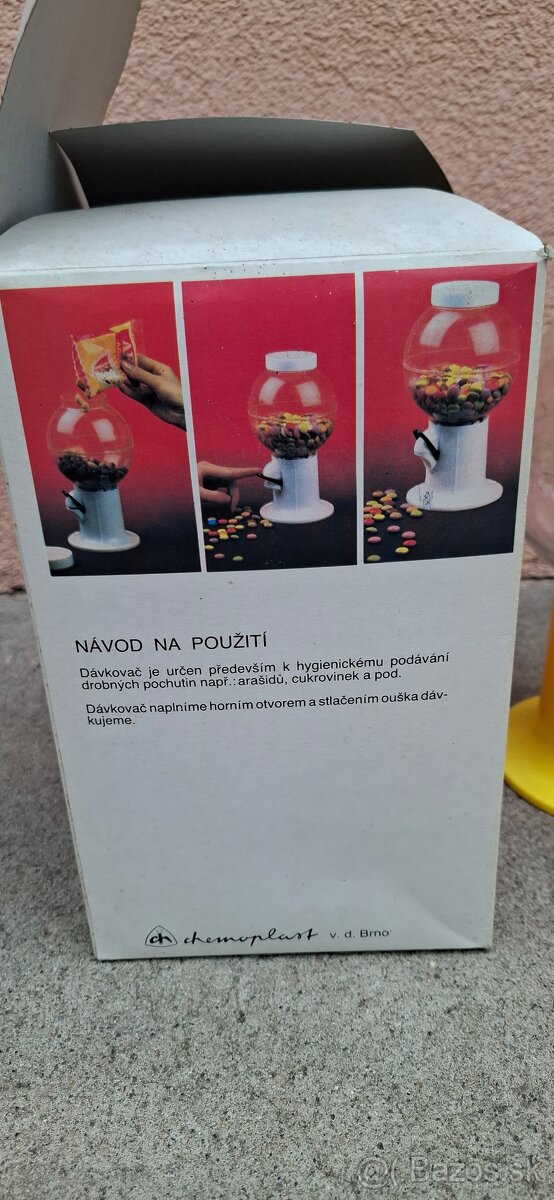 NÁVOD NA POUŽITÍ
Dávkovač je určen především k hygienickému podávání
drobných pochutin např.: arašidů, cukrovinek a pod.
Dávkovač naplníme horním otvorem a stlačením ouška dáv-
kujeme.
ch chemoplast v. d. Brno
Bazos.sk